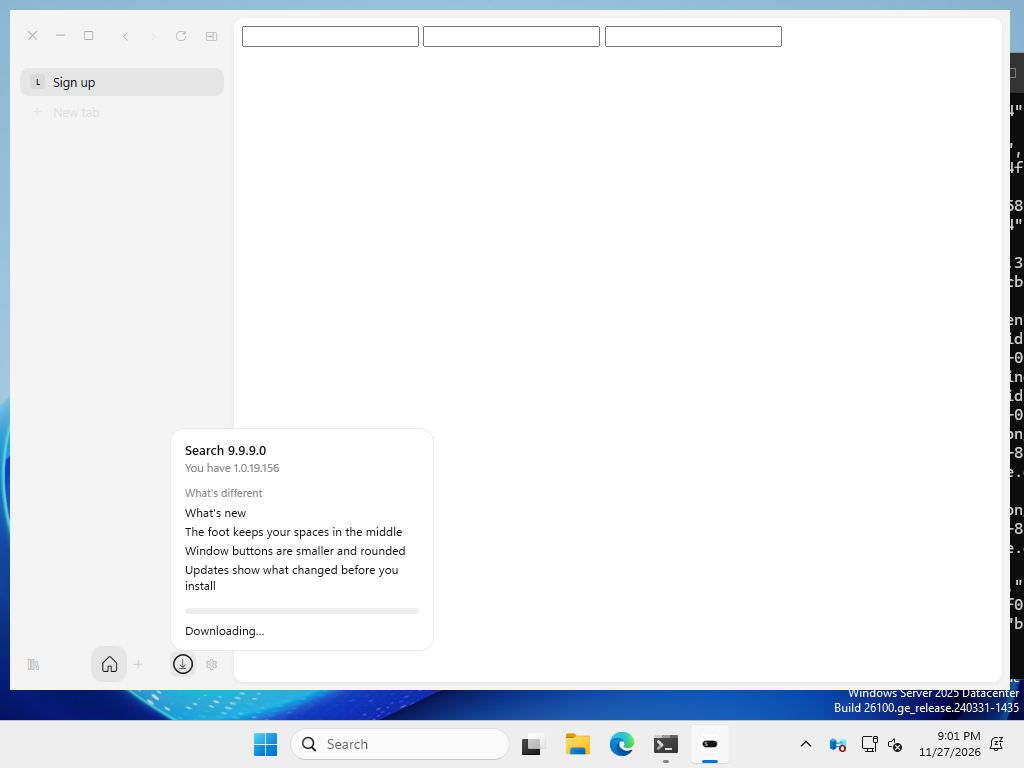 L Sign up
+ New tab
Search 9.9.9.0
You have 1.0.19.156
What's different
What's new
The foot keeps your spaces in the middle
Window buttons are smaller and rounded
Updates show what changed before you
install
Downloading...
Windows Server 2025 Datacenter
Build 26100.ge_release.240331-1435
Search
9:01 PM
11/27/2026